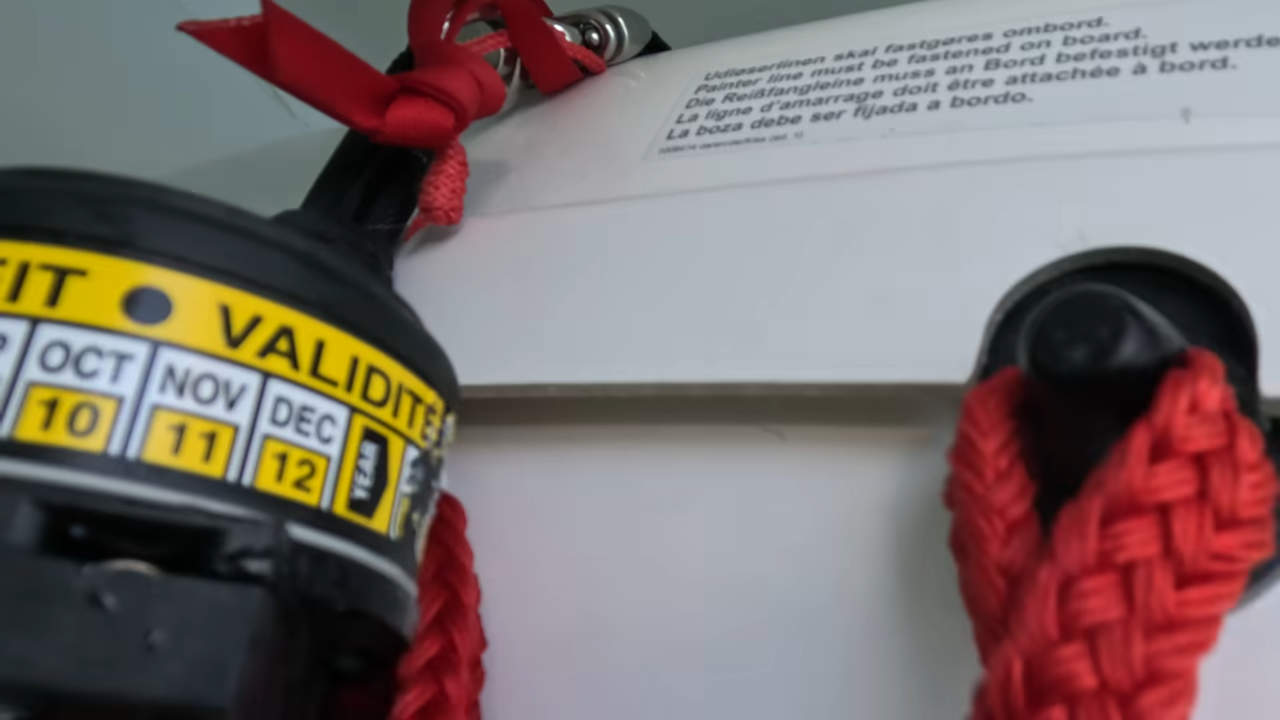 Udløserlinen skal fastgøres ombord.
Painter line must be fastened on board.
Die Reißfangleine muss an Bord befestigt werde
La ligne d'amarrage doit être attachée à bord.
La boza debe ser fijada a bordo.
FIT ● VALIDITÉ
OCT NOV DEC
10 11 12 YEAR